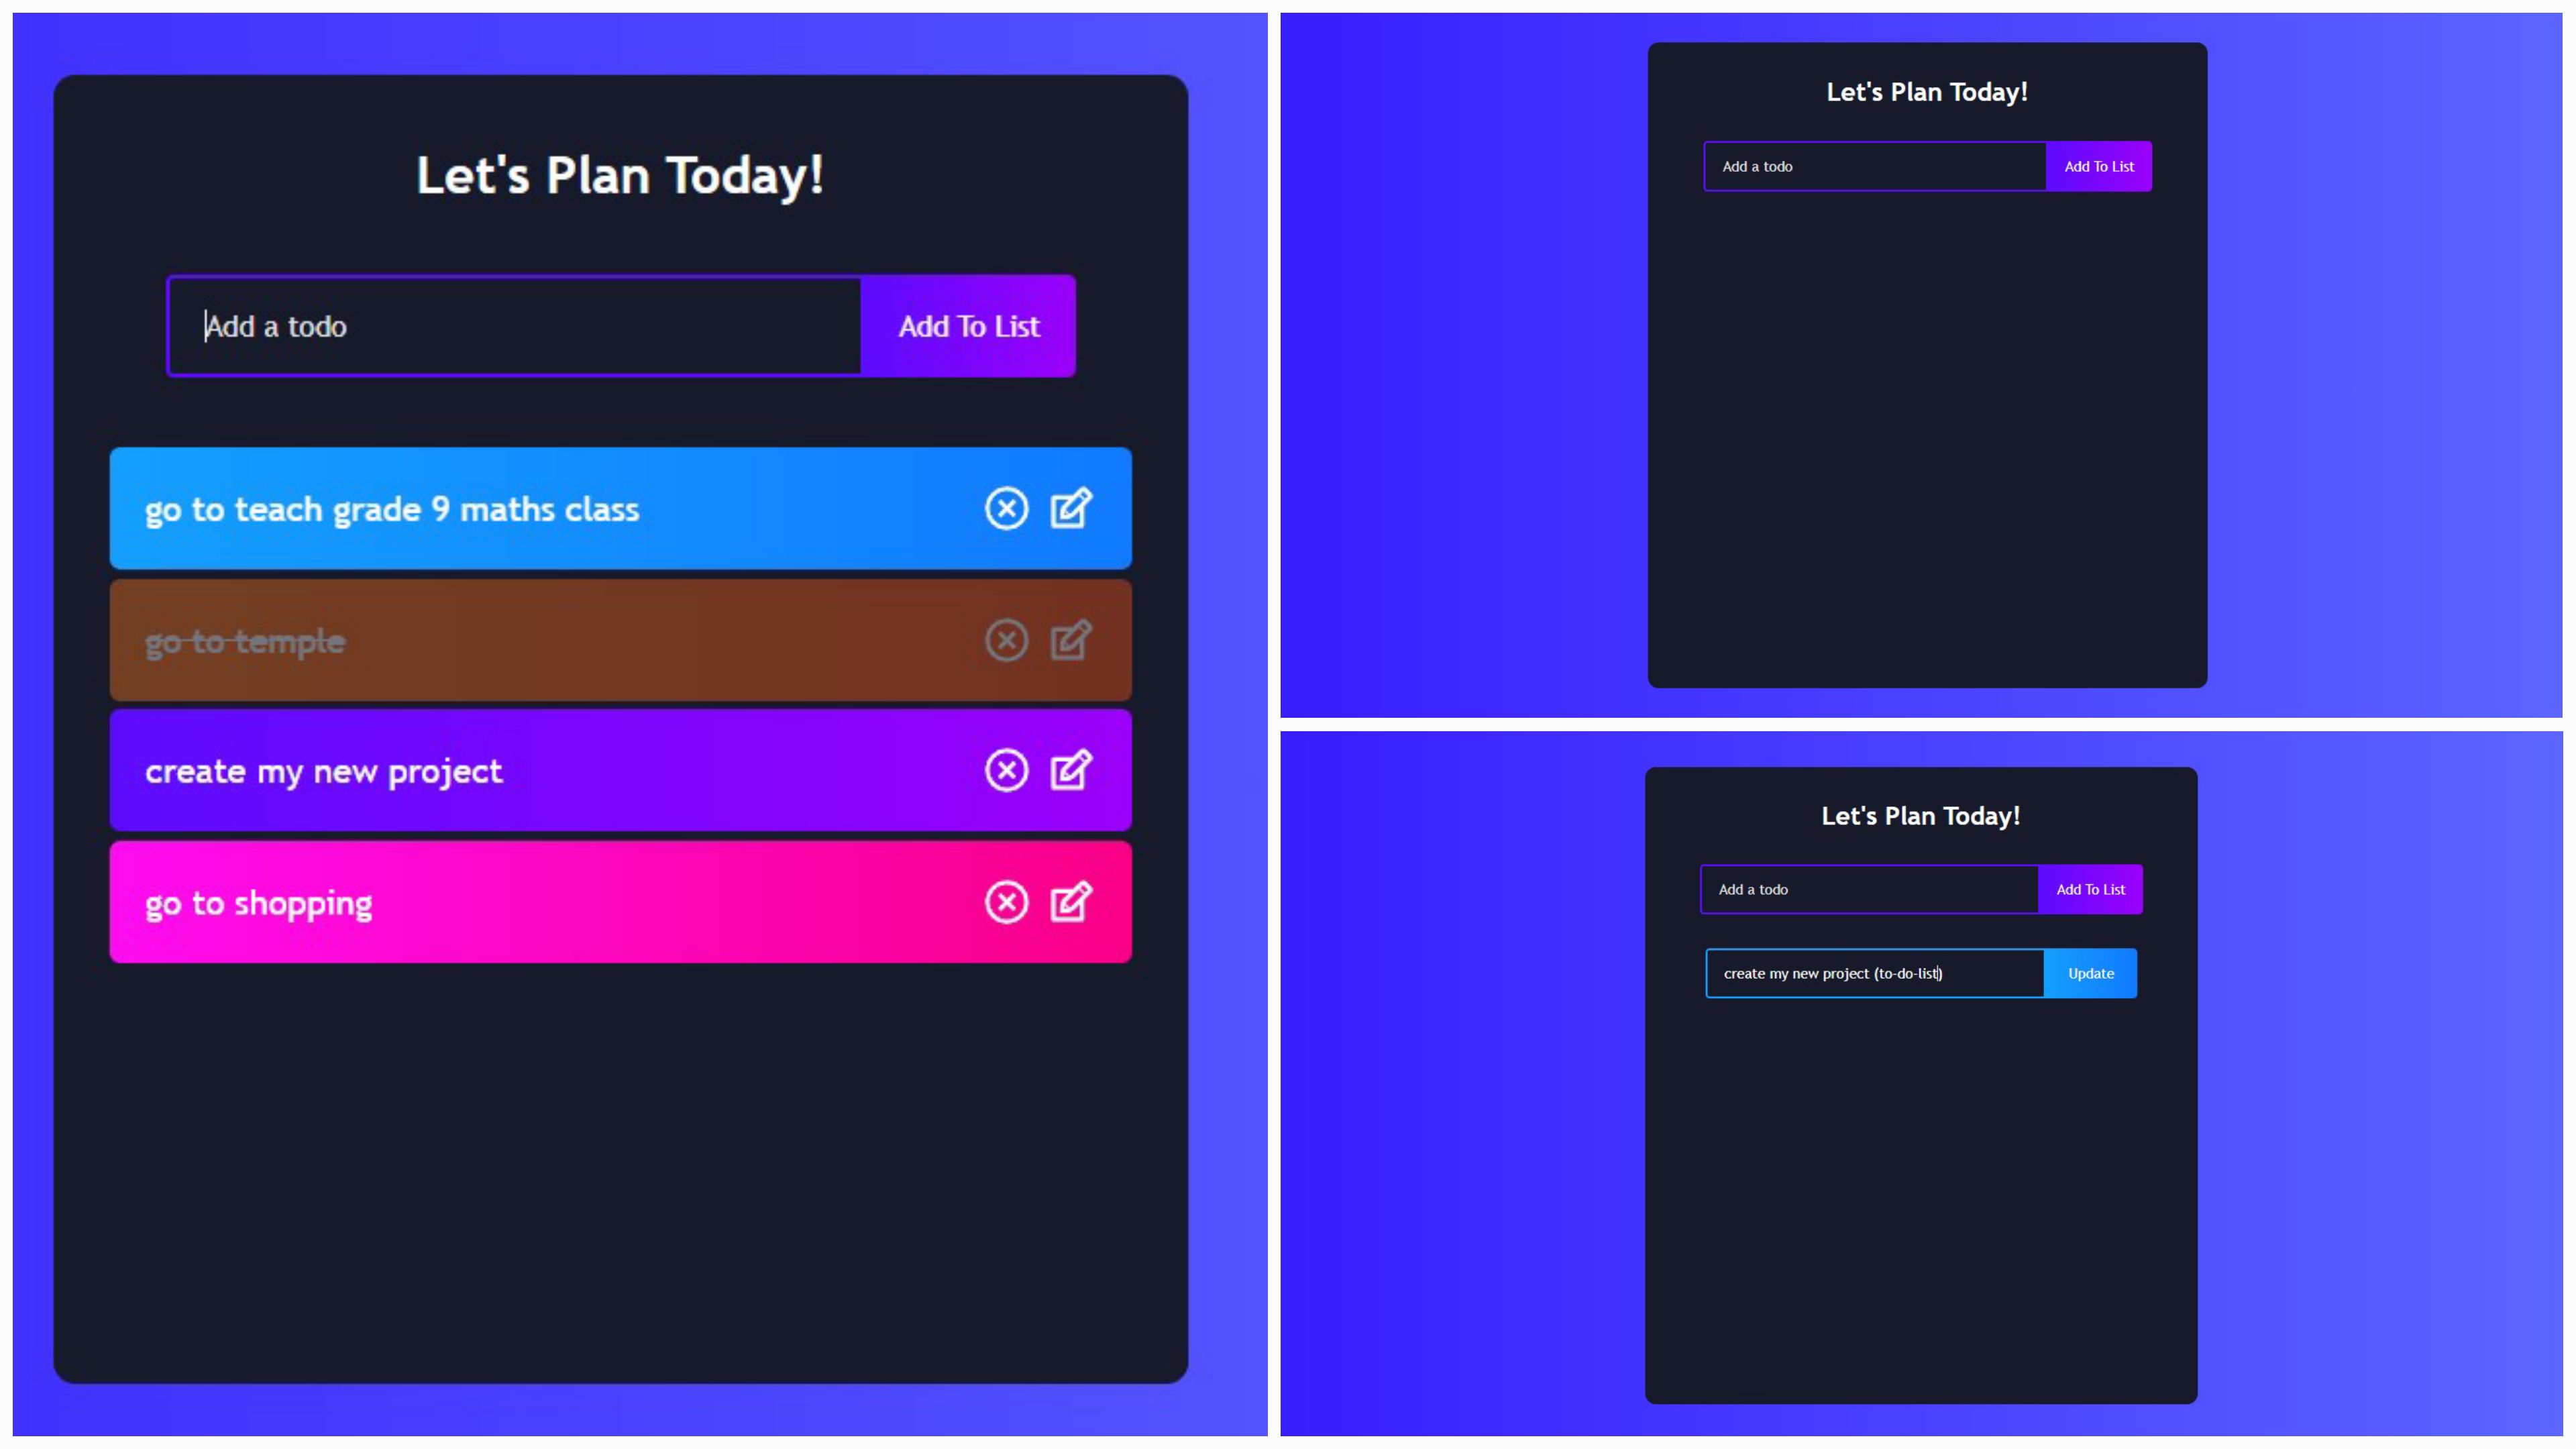 Let's Plan Today!
Add a todo
Add To List
go to teach grade 9 maths class
go to temple
create my new project
go to shopping
Let's Plan Today!
Add a todo
Add To List
Let's Plan Today!
Add a todo
Add To List
create my new project (to-do-list)
Update